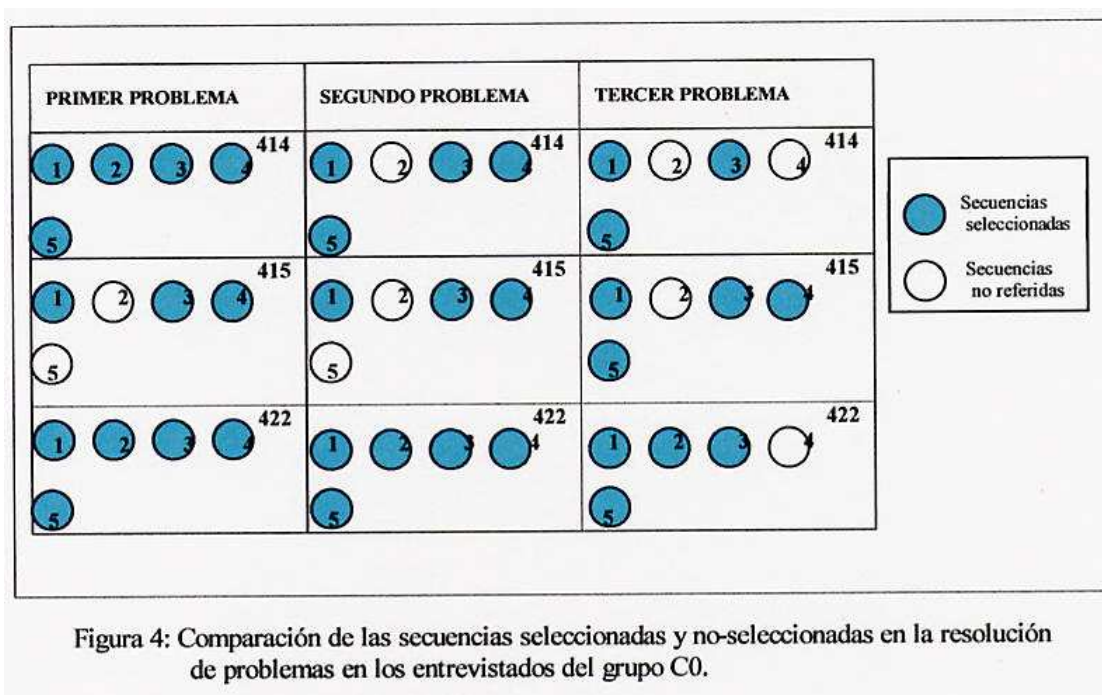 PRIMER PROBLEMA
SEGUNDO PROBLEMA
TERCER PROBLEMA
1 2 3 4 414
5
1 2 3 4 414
5
1 2 3 4 414
5
1 2 3 4 415
5
1 2 3 4 415
5
1 2 3 4 415
5
1 2 3 4 422
5
1 2 3 4 422
5
1 2 3 4 422
5
Secuencias
seleccionadas
Secuencias
no referidas
Figura 4: Comparación de las secuencias seleccionadas y no-seleccionadas en la resolución
de problemas en los entrevistados del grupo C0.